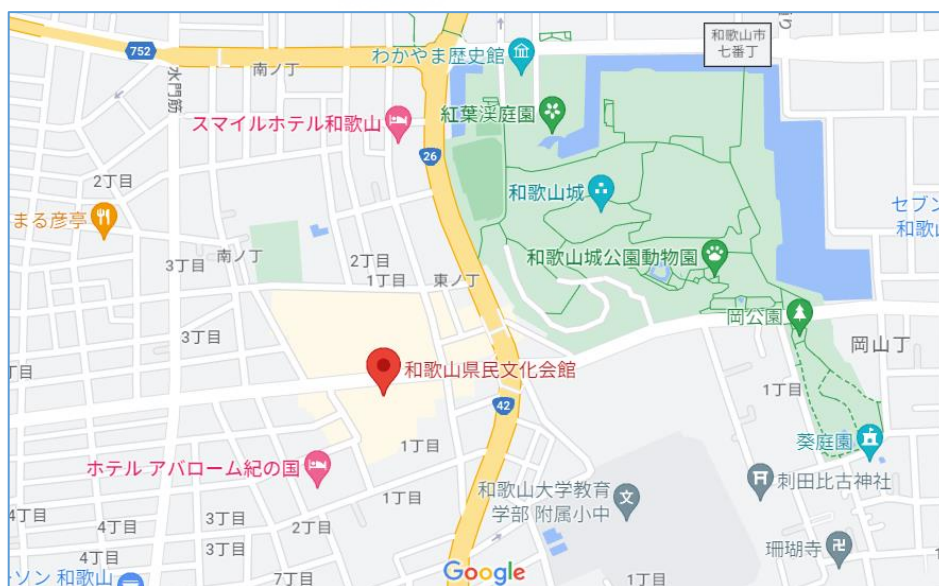 752
南ノ丁
水門筋
わかやま歴史館
和歌山市
七番丁
スマイルホテル和歌山
紅葉渓庭園
26
2丁目
和歌山城
まる彦亭
セブン
和歌山
南ノ丁
3丁目
2丁目
東ノ丁
1丁目
和歌山城公園動物園
岡公園
岡山丁
3丁目
丁目
和歌山県民文化会館
1丁目
42
1丁目
葵庭園
ホテル アバローム紀の国
1丁目
和歌山大学教育
学部 附属小中
刺田比古神社
4丁目
4丁目
3丁目
2丁目
3丁目
4丁目
珊瑚寺
ーソン 和歌山
7丁目
Google
1丁目